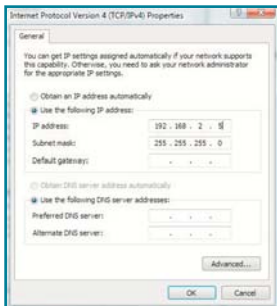 Internet Protocol Version 4 (TCP/IPv4) Properties
General
You can get IP settings assigned automatically if your network supports
this capability. Otherwise, you need to ask your network administrator
for the appropriate IP settings.
Obtain an IP address automatically
Use the following IP address:
IP address: 192 . 168 . 2 . 5
Subnet mask: 255 . 255 . 255 . 0
Default gateway: . . .
Obtain DNS server address automatically
Use the following DNS server addresses:
Preferred DNS server: . . .
Alternate DNS server: . . .
Advanced...
OK Cancel